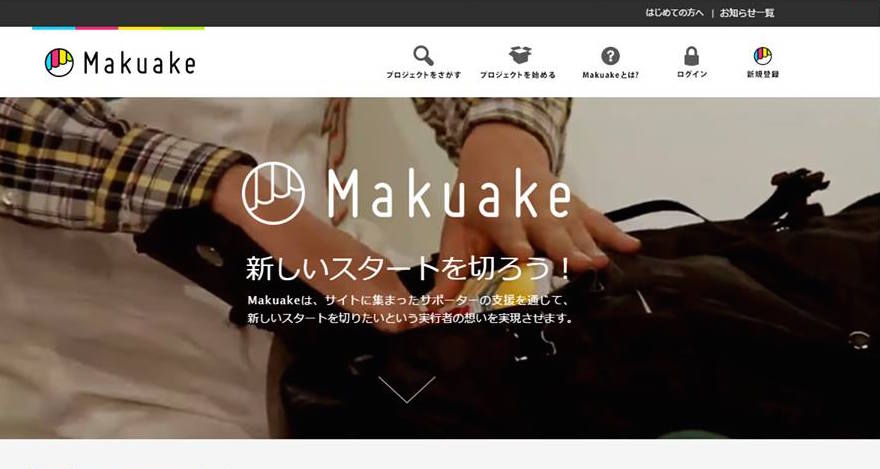 はじめての方へ | お知らせ一覧
Makuake
プロジェクトをさがす
プロジェクトを始める
Makuakeとは?
ログイン
新規登録
Makuake
新しいスタートを切ろう！
Makuakeは、サイトに集まったサポーターの支援を通じて、
新しいスタートを切りたいという実行者の想いを実現させます。